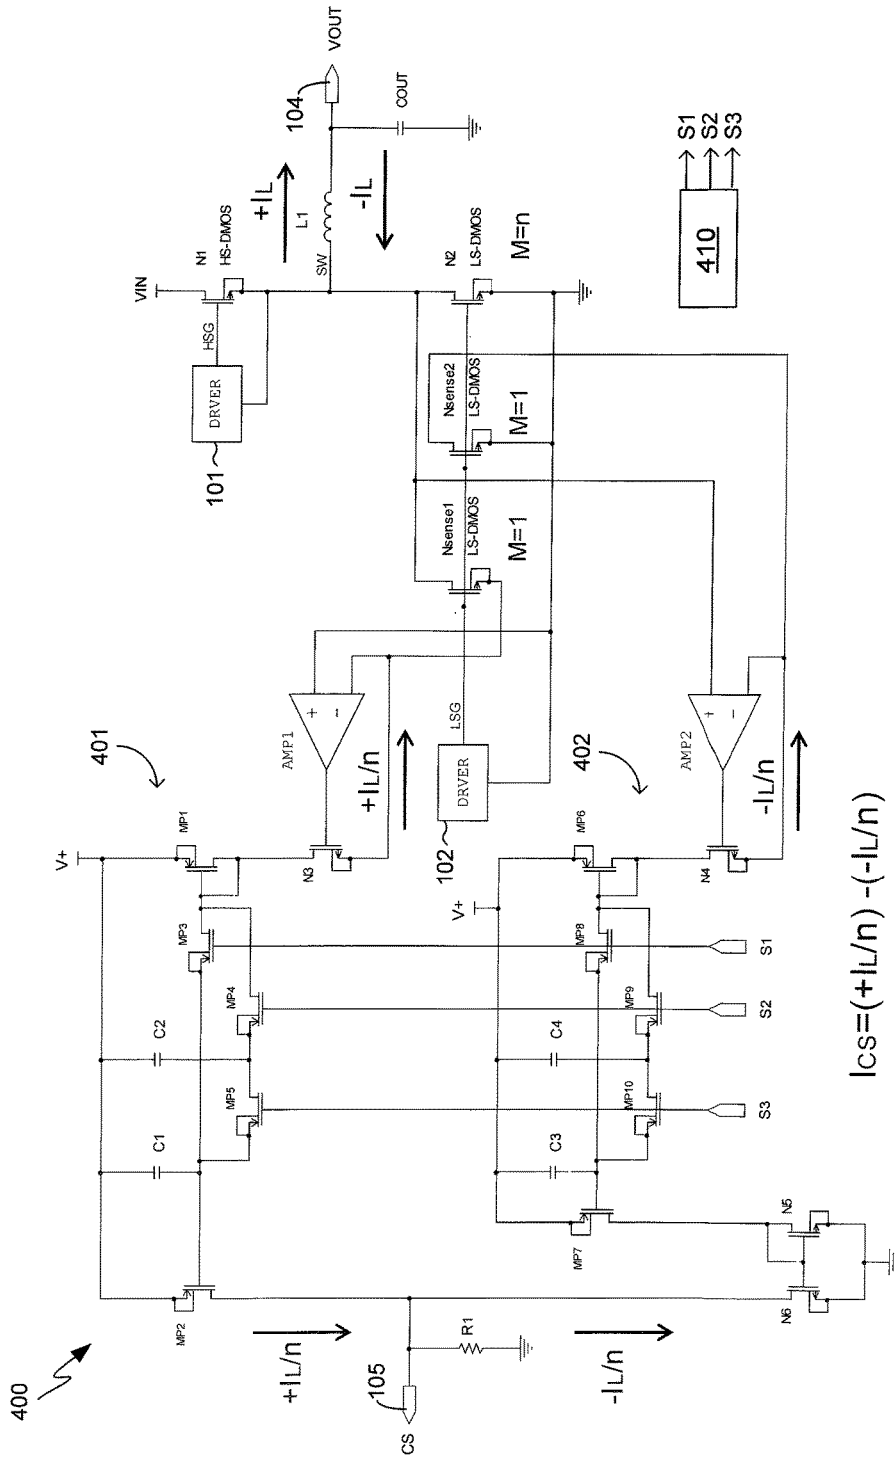 400
401
V+
MP1
MP3
MP4
C2
MP5
C1
MP2
+IL/n
CS
105
R1
-IL/n
N3
AMP1
+
-
+IL/n
101
DRVER
HSG
VIN
N1
HS-DMOS
+IL
L1
SW
-IL
104
VOUT
COUT
N2
LS-DMOS
M=n
Nsense2
LS-DMOS
M=1
Nsense1
LS-DMOS
M=1
LSG
DRVER
102
402
V+
MP6
MP8
MP9
C4
MP10
C3
MP7
N5
N6
N4
AMP2
+
-
-IL/n
S1
S2
S3
410
S1
S2
S3
ICS=(+IL/n) -(-IL/n)